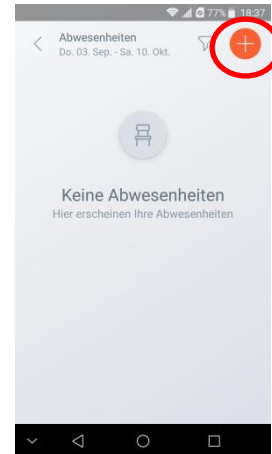 77% 18:37
Abwesenheiten
Do. 03. Sep. - Sa. 10. Okt.
Keine Abwesenheiten
Hier erscheinen Ihre Abwesenheiten